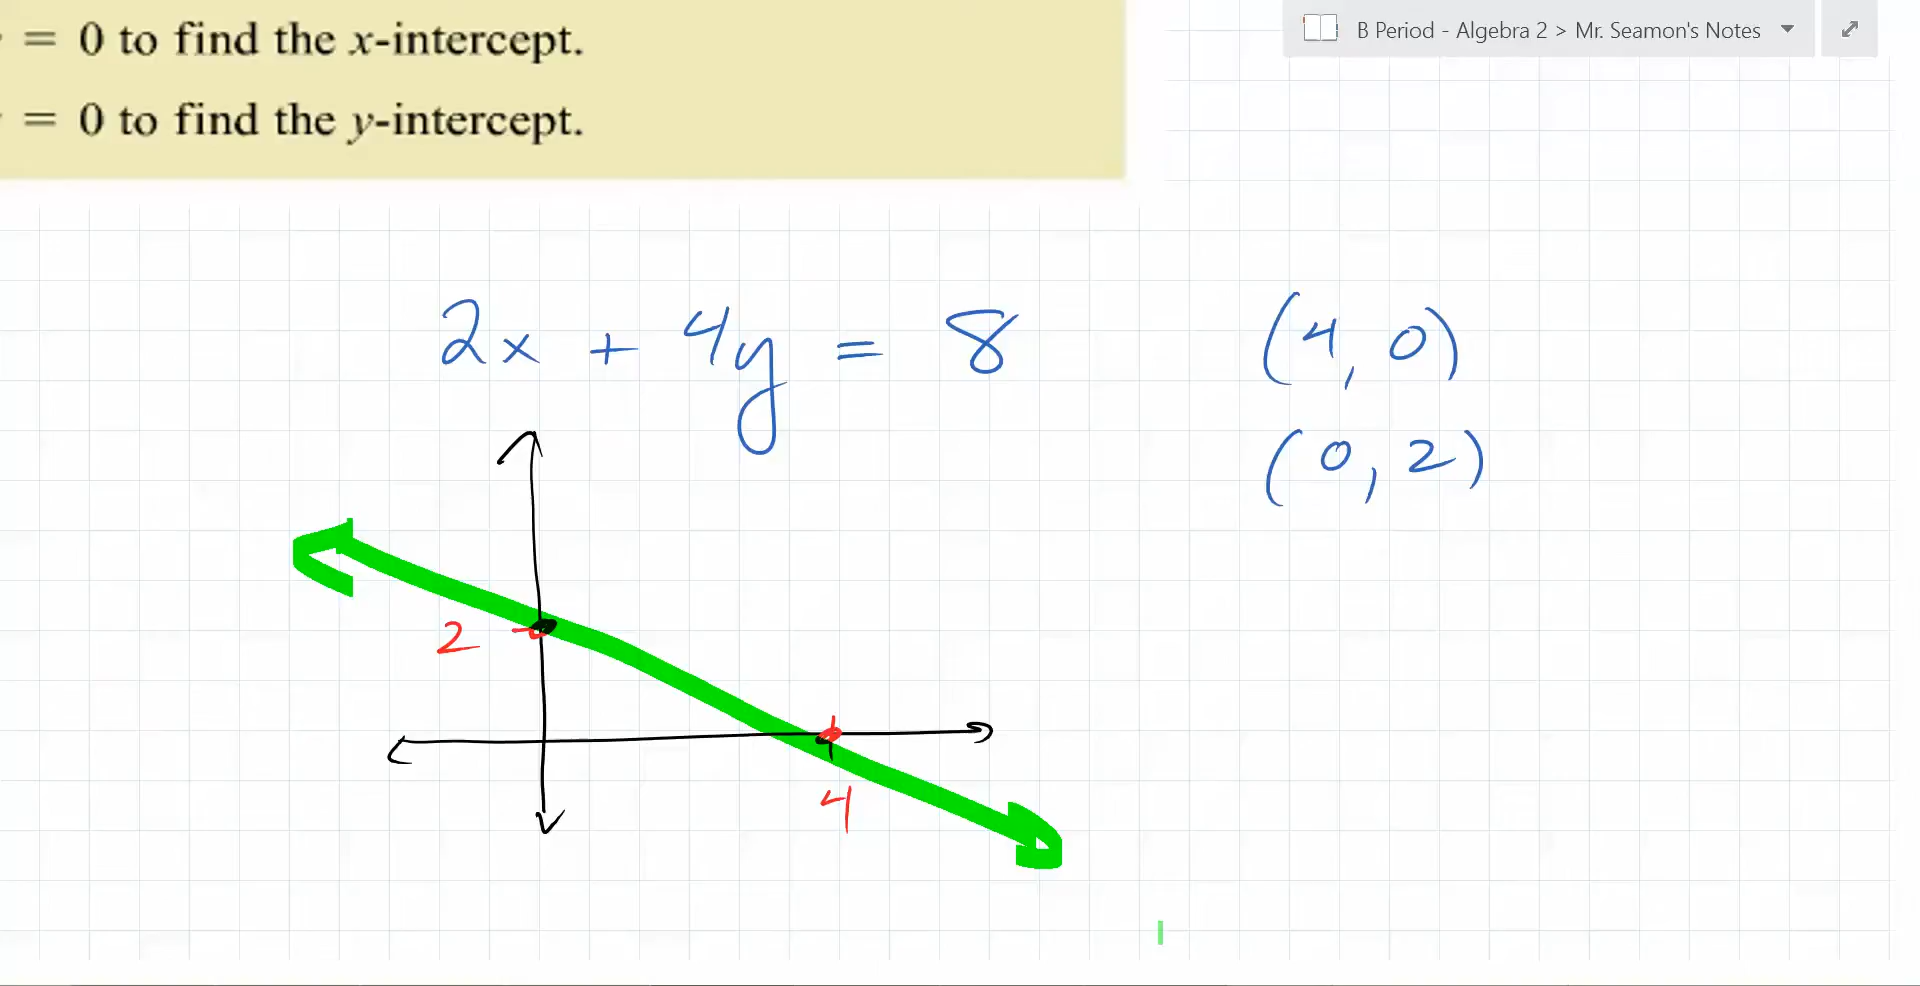 = 0 to find the x-intercept.
B Period - Algebra 2 > Mr. Seamon's Notes
= 0 to find the y-intercept.
2x + 4y = 8
(4, 0)
(0, 2)
2
4